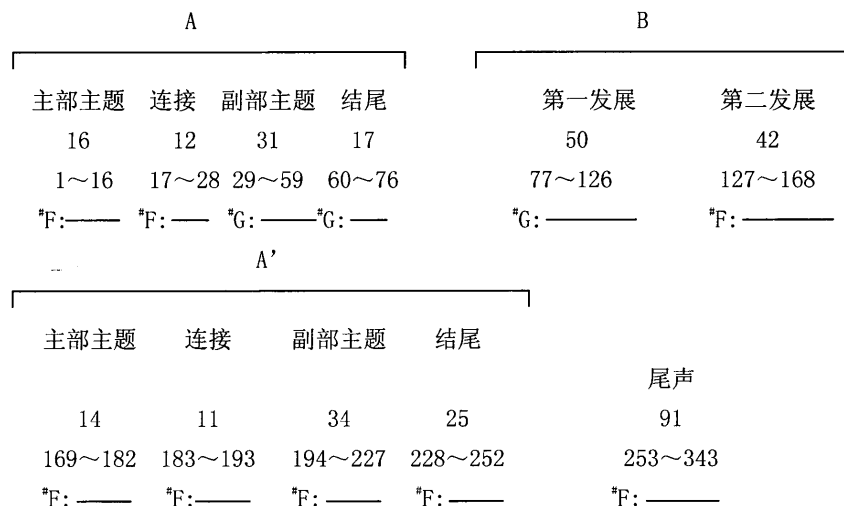 A B
主部主题 连接 副部主题 结尾 第一发展 第二发展
16 12 31 17 50 42
1～16 17～28 29～59 60～76 77～126 127～168
#F:—— #F:—— #G:——#G:—— #G:—— #F:——
A’
主部主题 连接 副部主题 结尾
尾声
14 11 34 25 91
169～182 183～193 194～227 228～252 253～343
#F:—— #F:—— #F:—— #F:—— #F:——